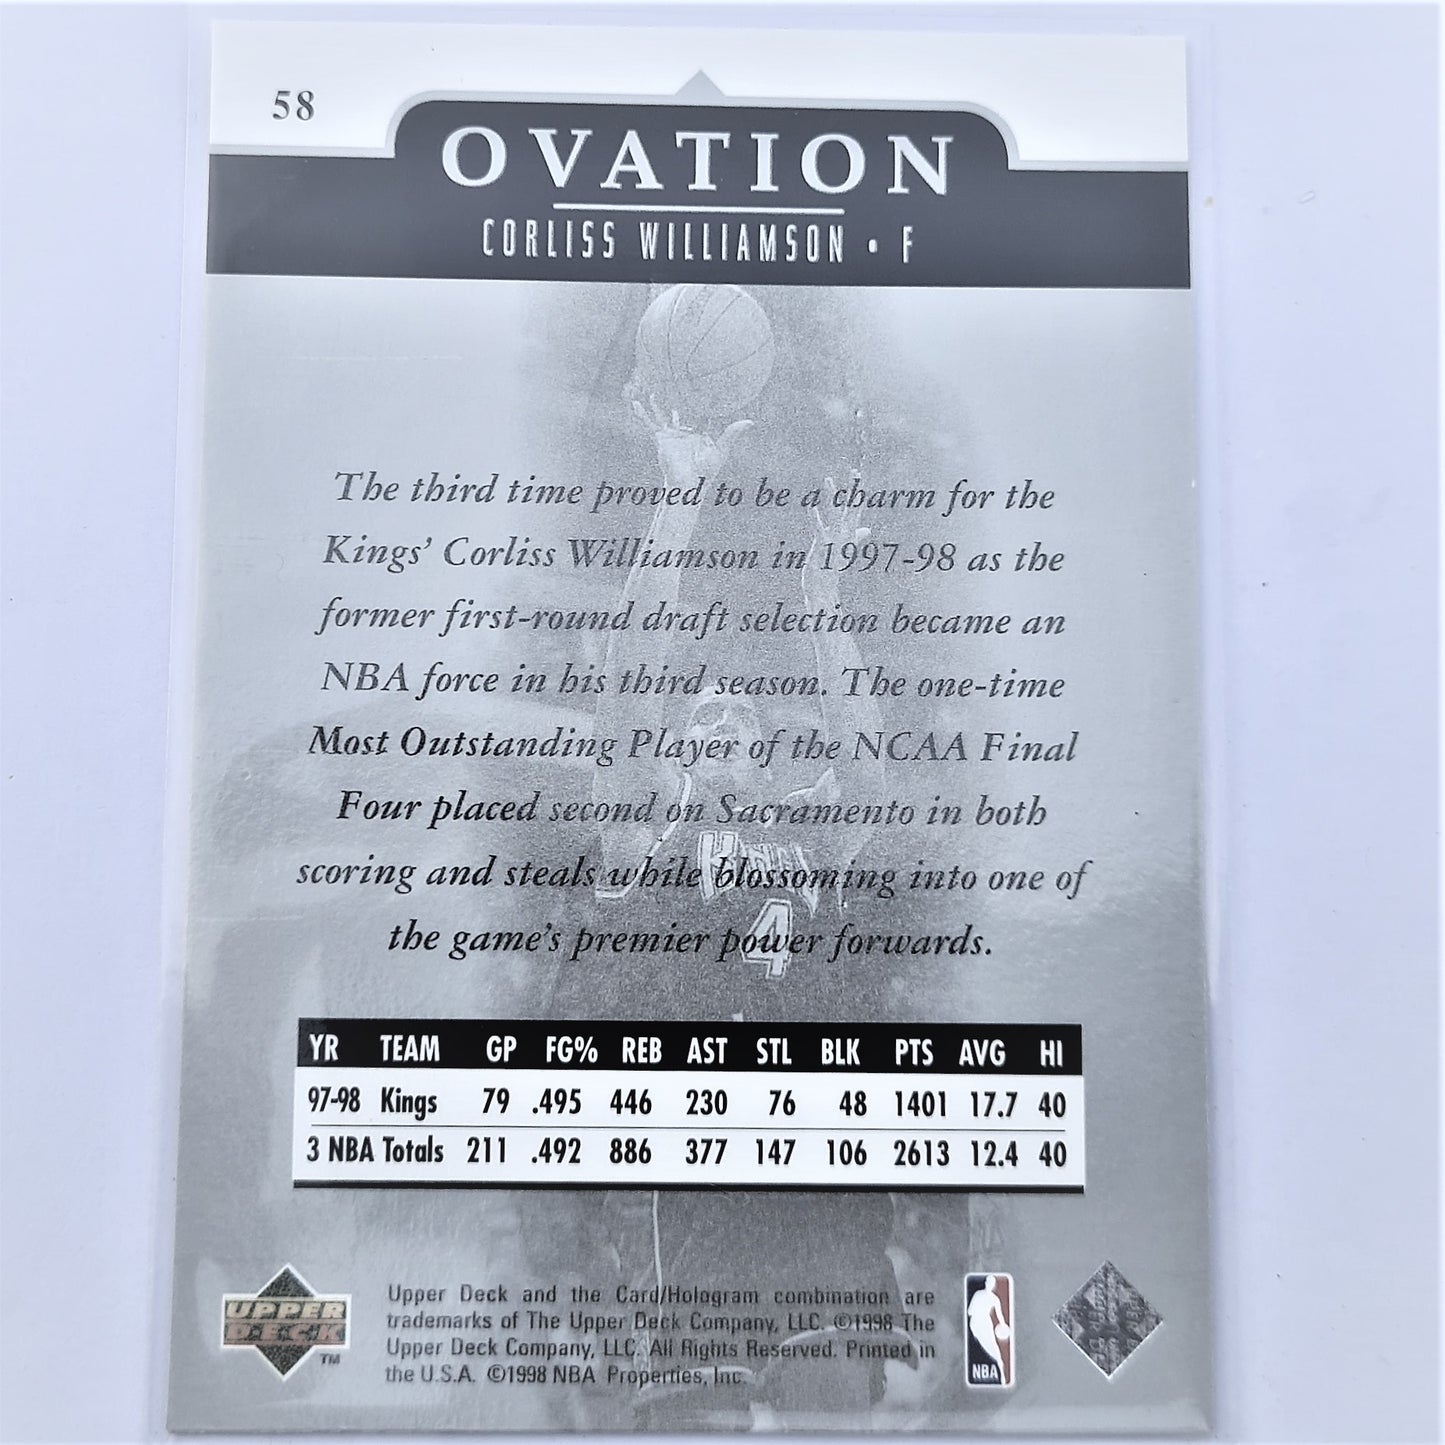 58
OVATION
CORLISS WILLIAMSON • F
The third time proved to be a charm for the
Kings' Corliss Williamson in 1997-98 as the
former first-round draft selection became an
NBA force in his third season. The one-time
Most Outstanding Player of the NCAA Final
Four placed second on Sacramento in both
scoring and steals while blossoming into one of
the game's premier power forwards.
KINGS
4
YR TEAM GP FG% REB AST STL BLK PTS AVG HI
97-98 Kings 79 .495 446 230 76 48 1401 17.7 40
3 NBA Totals 211 .492 886 377 147 106 2613 12.4 40
UPPER
DECK
TM
Upper Deck and the Card/Hologram combination are
trademarks of The Upper Deck Company, LLC. ©1998 The
Upper Deck Company, LLC. All Rights Reserved. Printed in
the U.S.A. ©1998 NBA Properties, Inc.
NBA